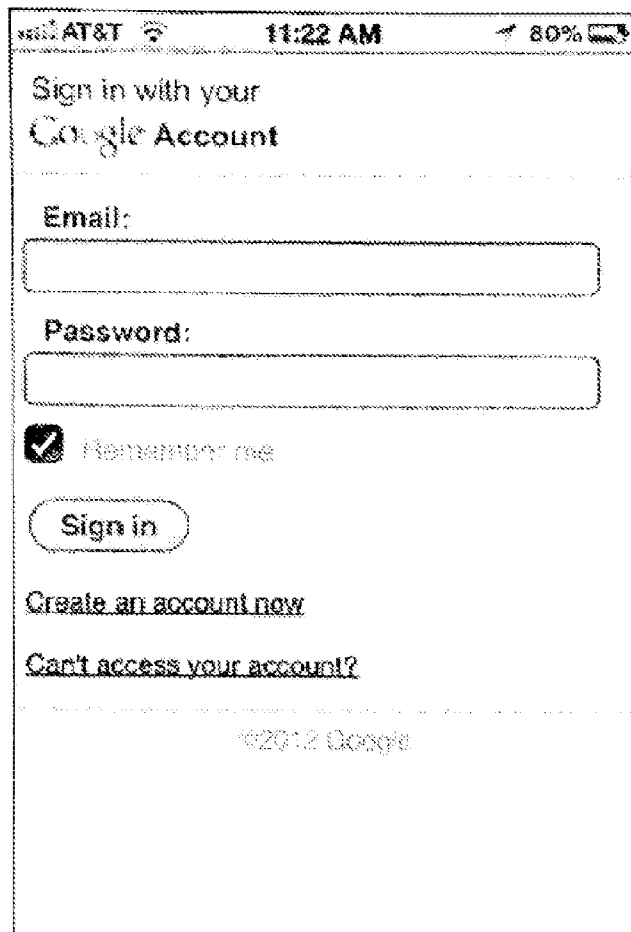 AT&T 11:22 AM 80%
Sign in with your
Google Account
Email:
Password:
Remember me
Sign in
Create an account now
Can't access your account?
©2012 Google